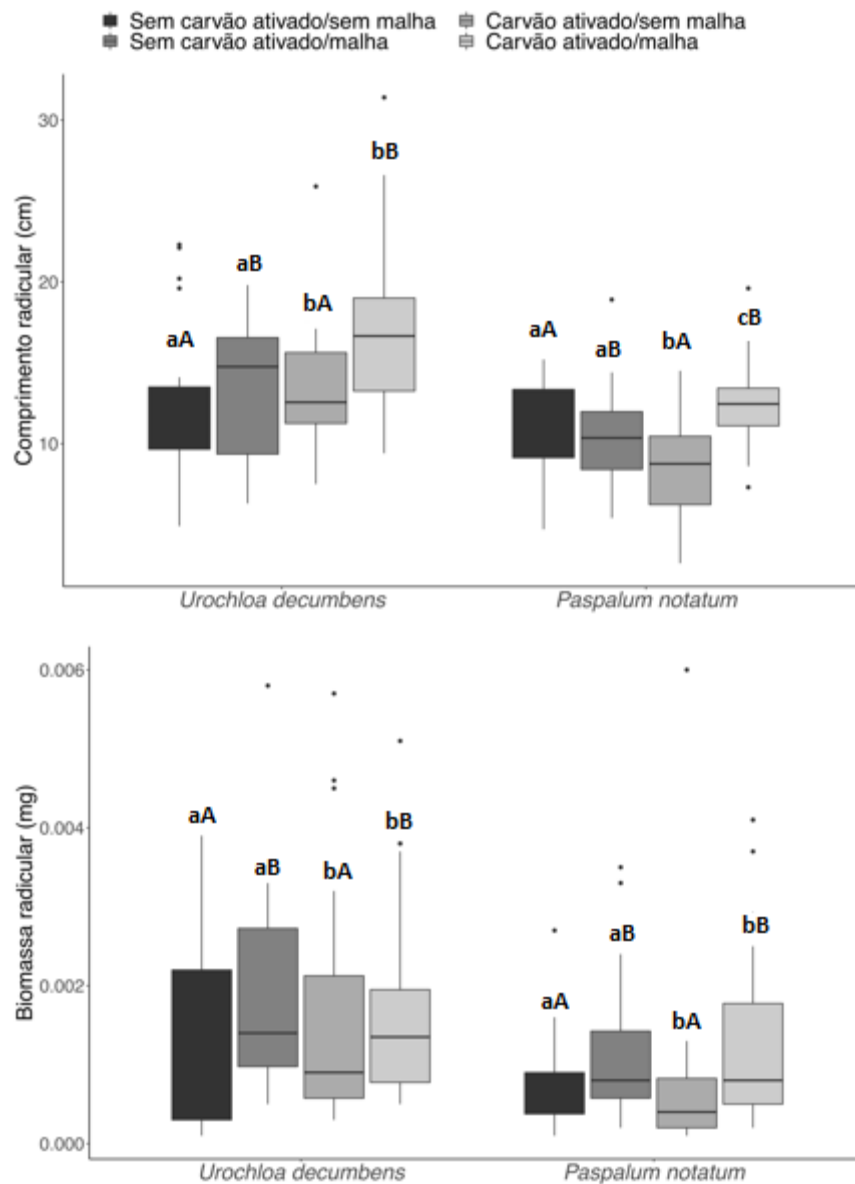 Sem carvão ativado/sem malha Carvão ativado/sem malha
Sem carvão ativado/malha Carvão ativado/malha
Comprimento radicular (cm)
30
20
10
aA
aB
bA
bB
aA
aB
bA
cB
Urochloa decumbens Paspalum notatum
Biomassa radicular (mg)
0.006
0.004
0.002
0.000
aA
aB
bA
bB
aA
aB
bA
bB
Urochloa decumbens Paspalum notatum